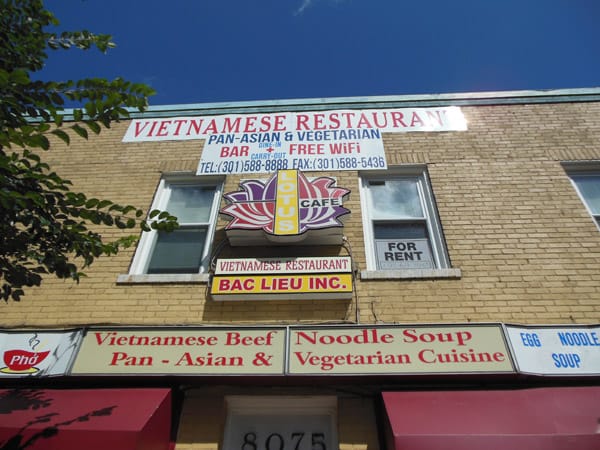 VIETNAMESE RESTAURANT
PAN-ASIAN & VEGETARIAN
BAR DINE-IN + CARRY-OUT FREE WiFi
TEL:(301)588-8888 FAX:(301)588-5436
LOTUS
CAFE
FOR
RENT
VIETNAMESE RESTAURANT
BAC LIEU INC.
Phở
Vietnamese Beef
Pan - Asian &
Noodle Soup
Vegetarian Cuisine
EGG NOODLE
SOUP
8075